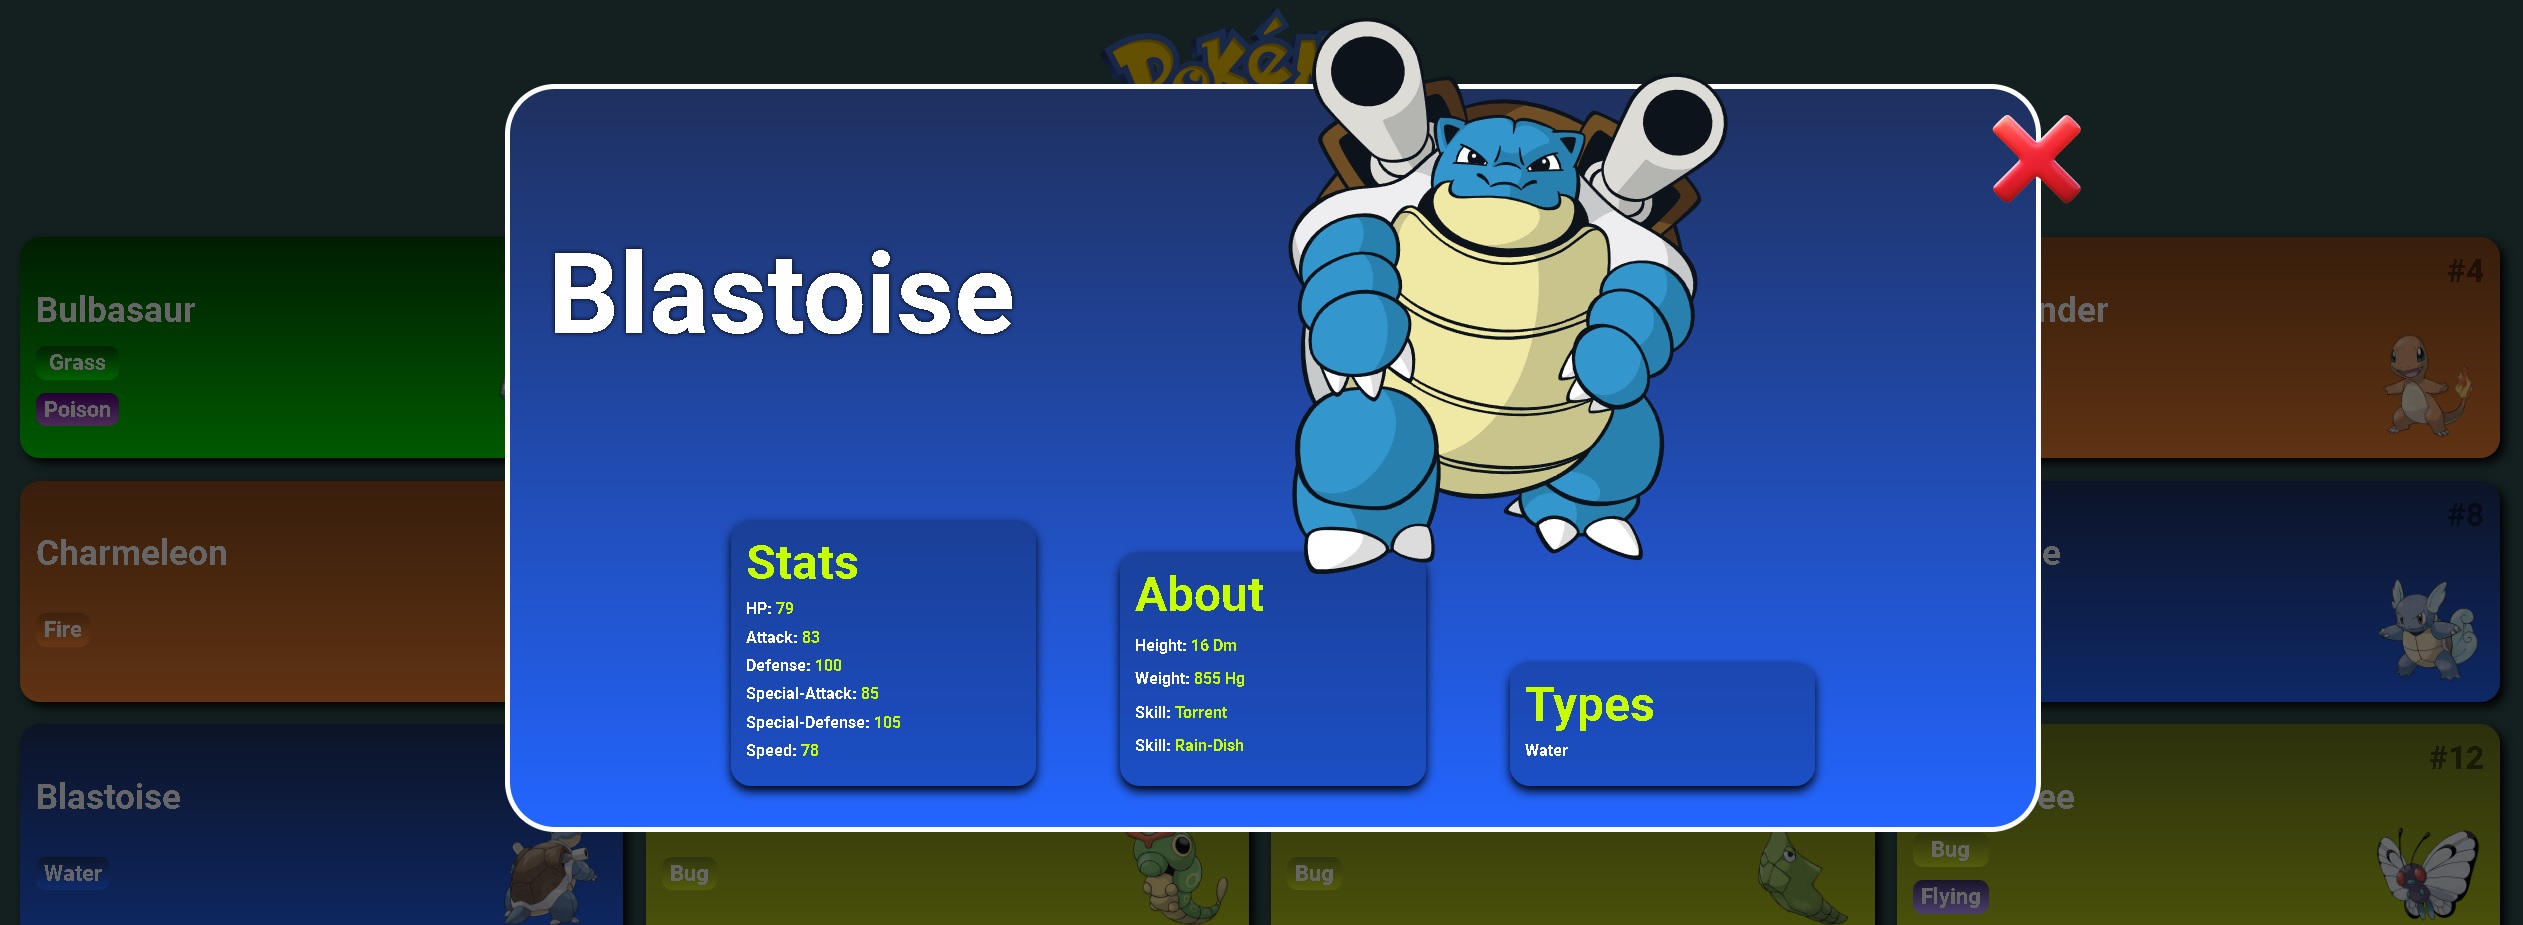 Poké
Blastoise
Stats
HP: 79
Attack: 83
Defense: 100
Special-Attack: 85
Special-Defense: 105
Speed: 78
About
Height: 16 Dm
Weight: 855 Hg
Skill: Torrent
Skill: Rain-Dish
Types
Water
Bulbasaur
Grass
Poison
#4
nder
Charmeleon
Fire
#8
e
Blastoise
Water
Bug
Bug
#12
ee
Bug
Flying